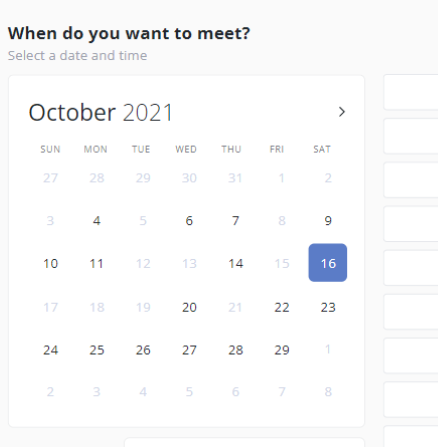 When do you want to meet?
Select a date and time
October 2021
SUN MON TUE WED THU FRI SAT
27 28 29 30 31 1 2
3 4 5 6 7 8 9
10 11 12 13 14 15 16
17 18 19 20 21 22 23
24 25 26 27 28 29 1
2 3 4 5 6 7 8